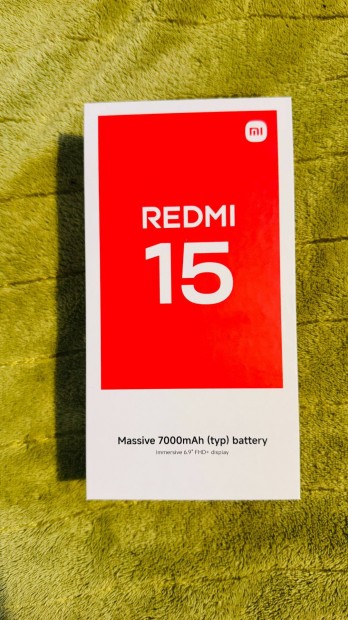 mi
REDMI
15
Massive 7000mAh (typ) battery
Immersive 6.9" FHD+ display